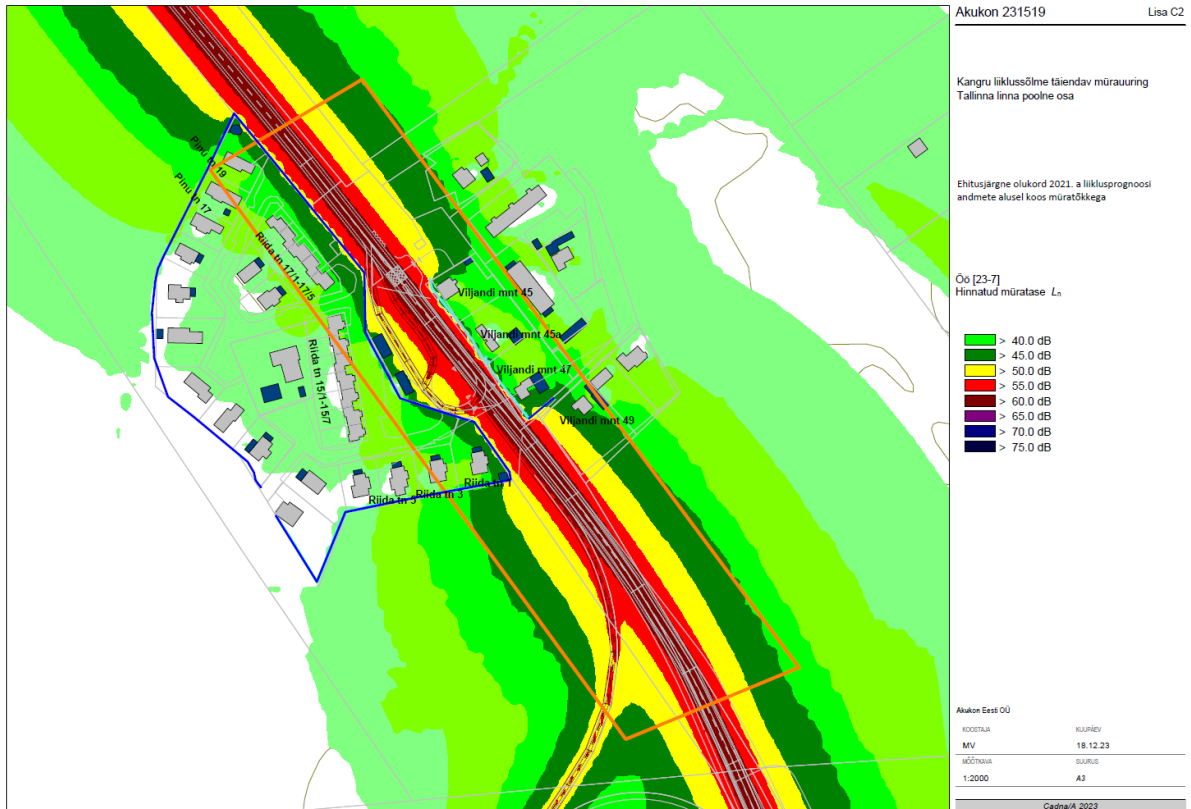 Akukon 231519 Lisa C2
Kangru liiklussõlme täiendav mürauuring
Tallinna linna poolne osa
Ehitusjärgne olukord 2021. a liiklusprognoosi
andmete alusel koos müratõkkega
Öö [23-7]
Hinnatud müratase Ln
> 40.0 dB
> 45.0 dB
> 50.0 dB
> 55.0 dB
> 60.0 dB
> 65.0 dB
> 70.0 dB
> 75.0 dB
Pinu tn 19
Pinu tn 17
Riida tn 17/1-17/5
Riida tn 15/1-15/7
Viljandi mnt 45
Viljandi mnt 45a
Viljandi mnt 47
Viljandi mnt 49
Riida tn 5
Riida tn 3
Riida tn 1
Akukon Eesti OÜ
KOOSTAJA KUUPÄEV
MV 18.12.23
MÕÕTKAVA SUURUS
1:2000 A3
Cadna/A 2023